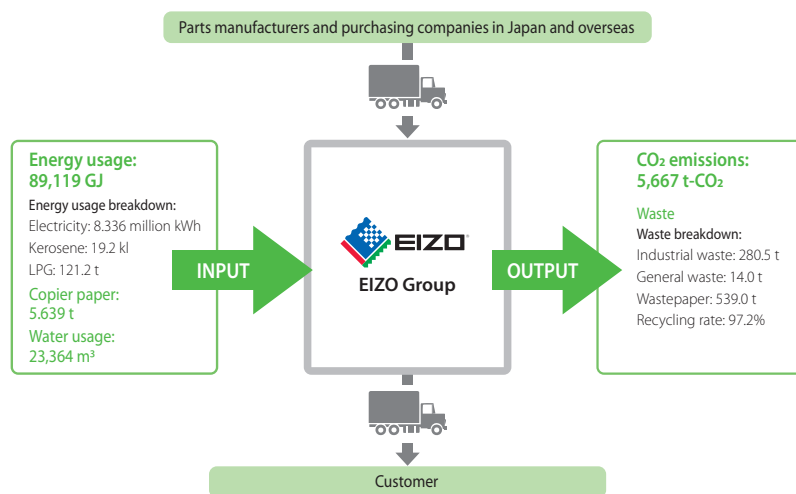 Parts manufacturers and purchasing companies in Japan and overseas
Energy usage:
89,119 GJ
Energy usage breakdown:
Electricity: 8.336 million kWh
Kerosene: 19.2 kl
LPG: 121.2 t
Copier paper:
5.639 t
Water usage:
23,364 m³
INPUT
EIZO
EIZO Group
OUTPUT
CO₂ emissions:
5,667 t-CO₂
Waste
Waste breakdown:
Industrial waste: 280.5 t
General waste: 14.0 t
Wastepaper: 539.0 t
Recycling rate: 97.2%
Customer